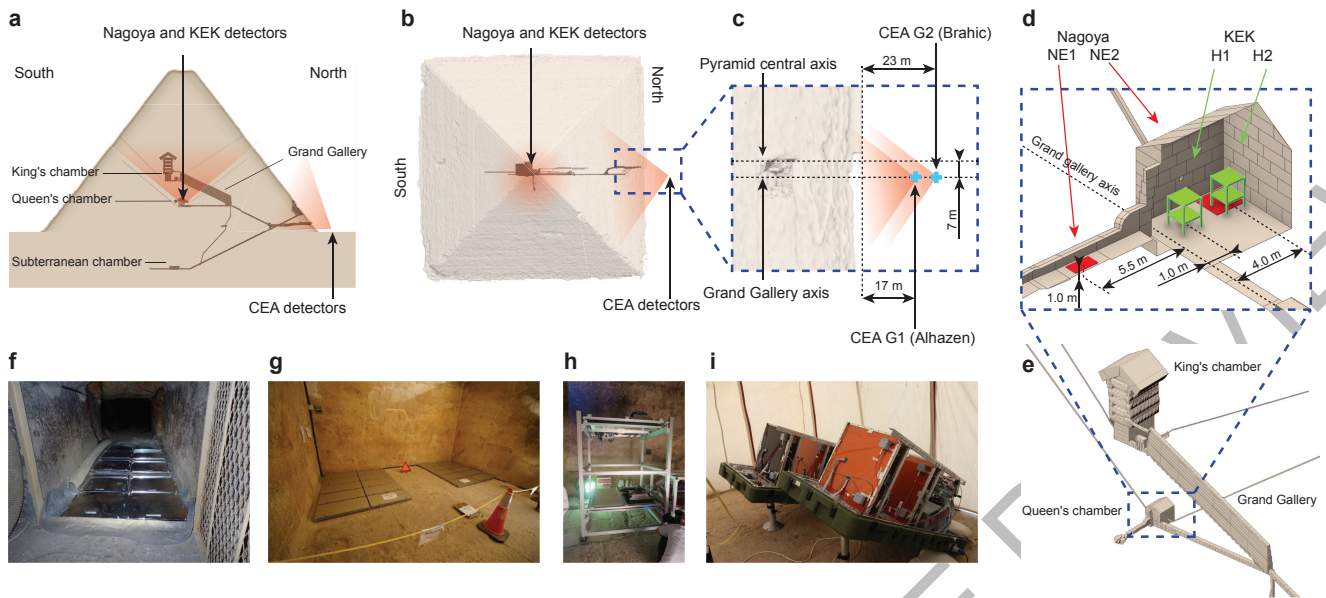 a
Nagoya and KEK detectors
South
North
Grand Gallery
King's chamber
Queen's chamber
Subterranean chamber
CEA detectors
b
Nagoya and KEK detectors
North
South
CEA detectors
c
CEA G2 (Brahic)
Pyramid central axis
23 m
7 m
Grand Gallery axis
17 m
CEA G1 (Alhazen)
d
Nagoya
NE1 NE2
KEK
H1 H2
Grand gallery axis
5.5 m
1.0 m
4.0 m
1.0 m
e
King's chamber
Queen's chamber
Grand Gallery
f
g
h
i